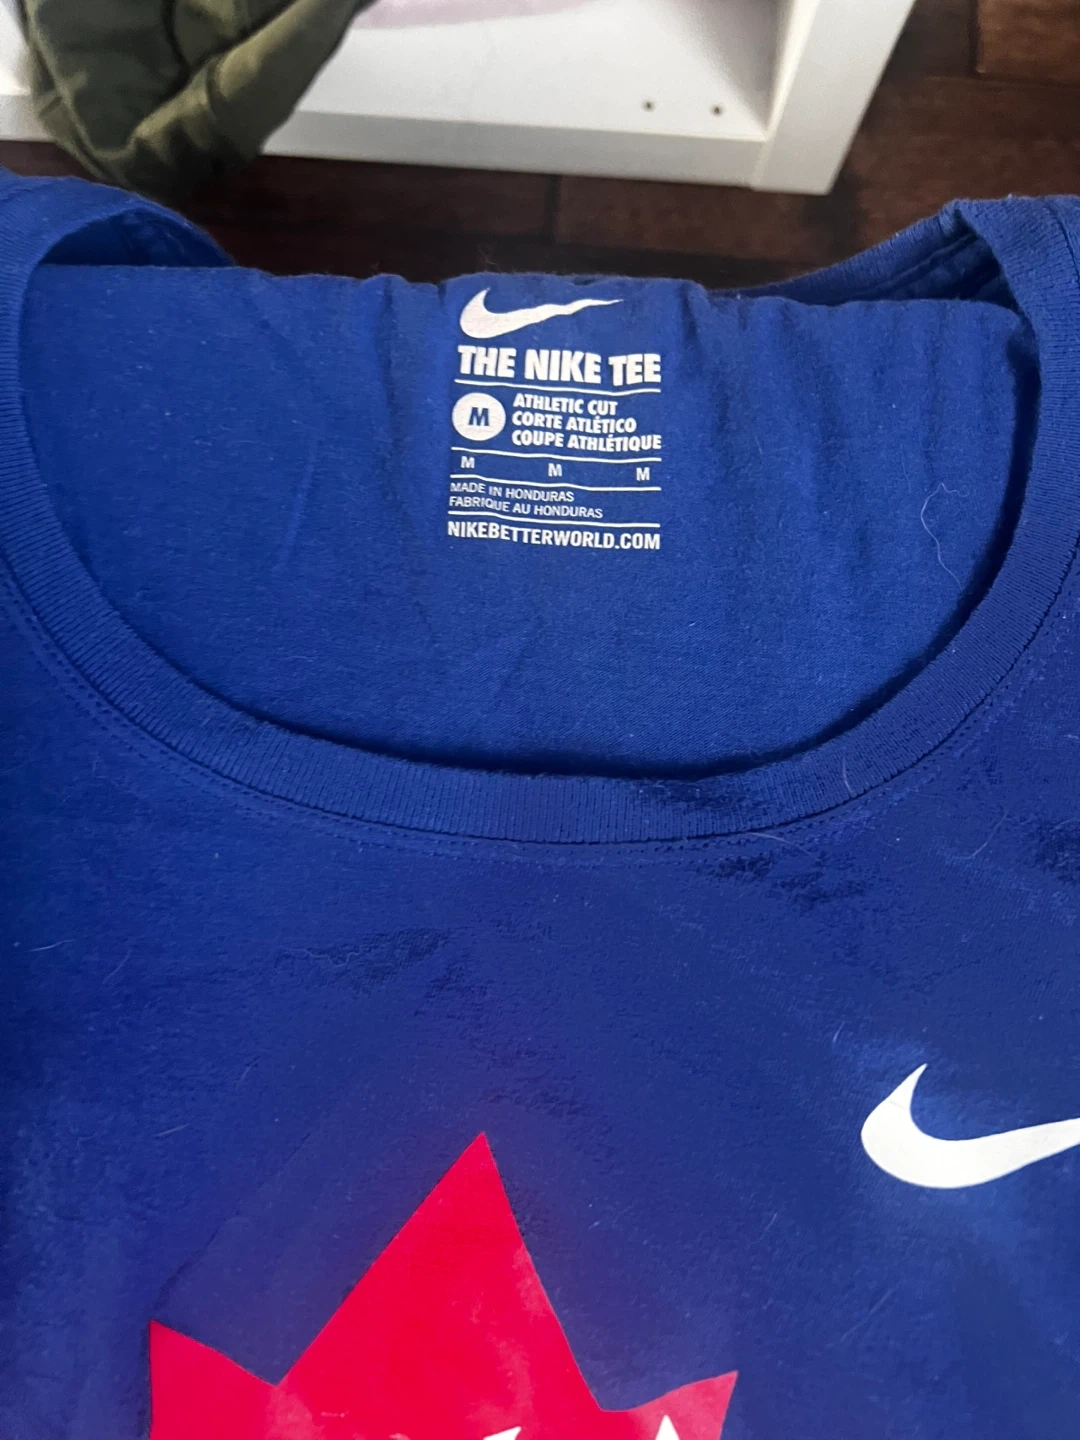 THE NIKE TEE
M
ATHLETIC CUT
CORTE ATLÉTICO
COUPE ATHLÉTIQUE
M M M
MADE IN HONDURAS
FABRIQUE AU HONDURAS
NIKEBETTERWORLD.COM